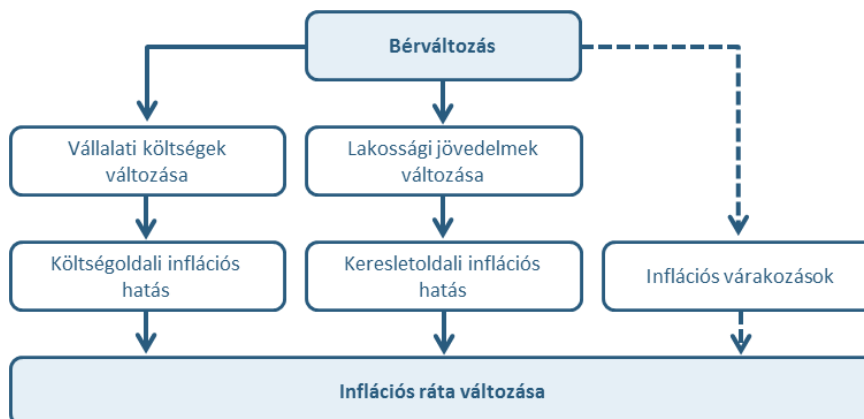 Bérváltozás
Vállalati költségek
változása
Lakossági jövedelmek
változása
Költségoldali inflációs
hatás
Keresletoldali inflációs
hatás
Inflációs várakozások
Inflációs ráta változása